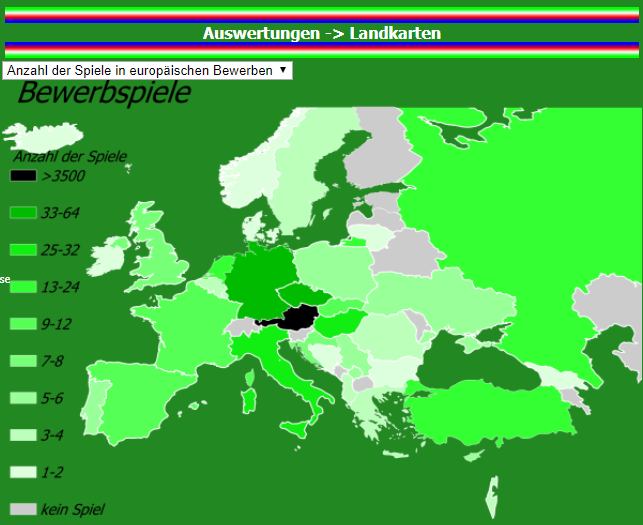 Auswertungen -> Landkarten
Anzahl der Spiele in europäischen Bewerben
Bewerbspiele
Anzahl der Spiele
>3500
33-64
25-32
se
13-24
9-12
7-8
5-6
3-4
1-2
kein Spiel